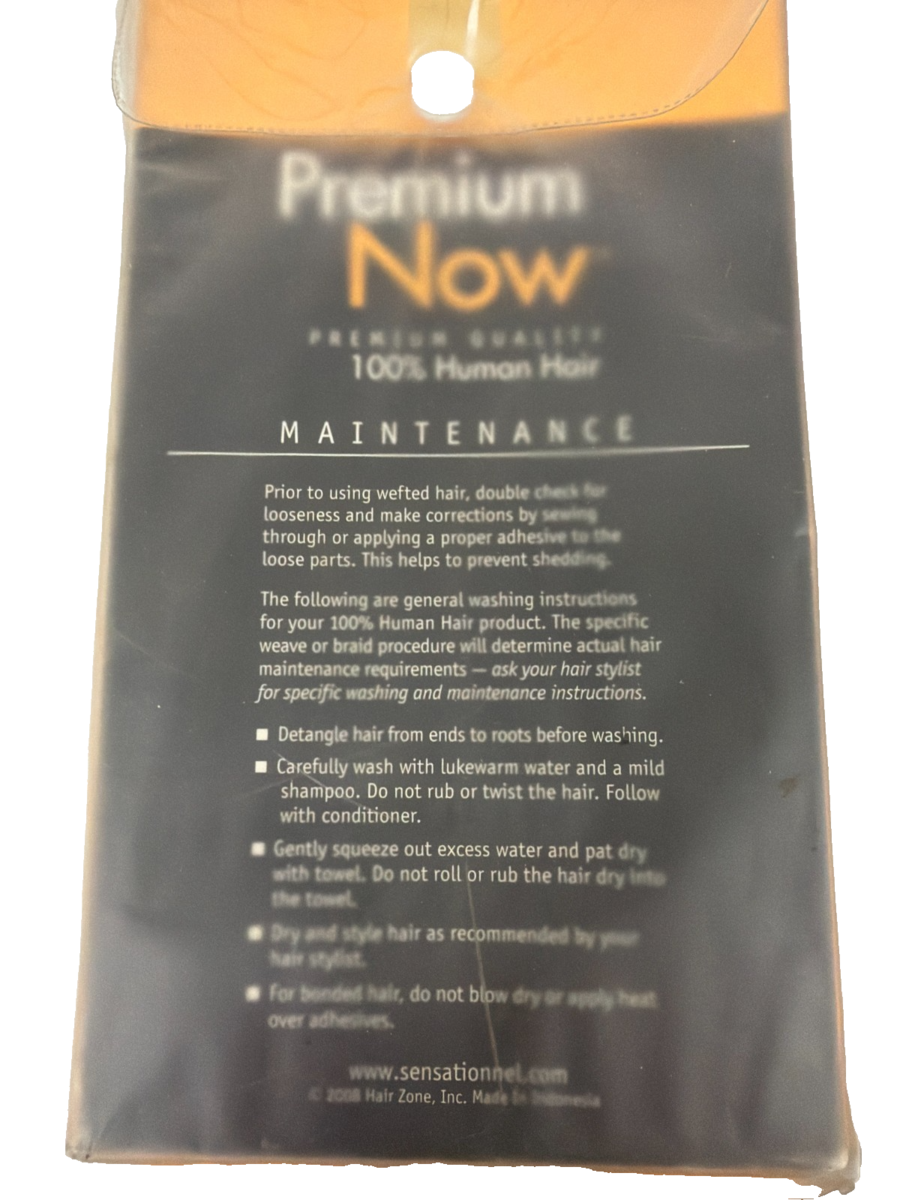 Premium
Now
PREMIUM QUALITY
100% Human Hair
MAINTENANCE
Prior to using wefted hair, double check for
looseness and make corrections by sewing
through or applying a proper adhesive to the
loose parts. This helps to prevent shedding.
The following are general washing instructions
for your 100% Human Hair product. The specific
weave or braid procedure will determine actual hair
maintenance requirements — ask your hair stylist
for specific washing and maintenance instructions.
■ Detangle hair from ends to roots before washing.
■ Carefully wash with lukewarm water and a mild
shampoo. Do not rub or twist the hair. Follow
with conditioner.
■ Gently squeeze out excess water and pat dry
with towel. Do not roll or rub the hair dry into
the towel.
■ Dry and style hair as recommended by your
hair stylist.
■ For bonded hair, do not blow dry or apply heat
over adhesives.
www.sensationnel.com
© 2008 Hair Zone, Inc. Made In Indonesia